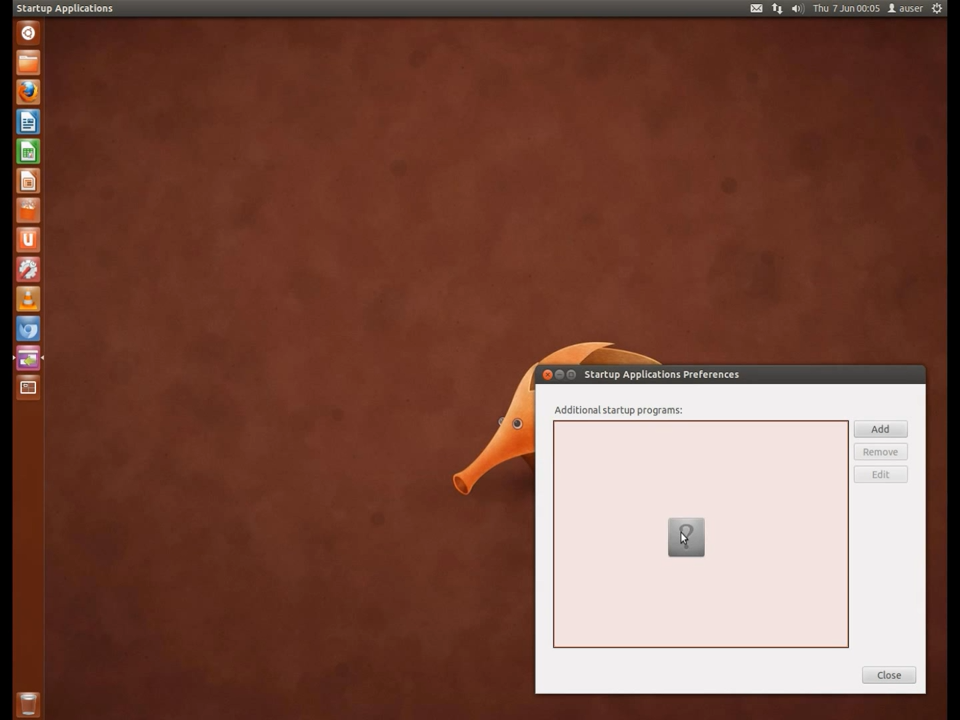 Startup Applications
Thu 7 Jun 00:05 auser
U
Startup Applications Preferences
Additional startup programs:
Add
Remove
Edit
?
Close